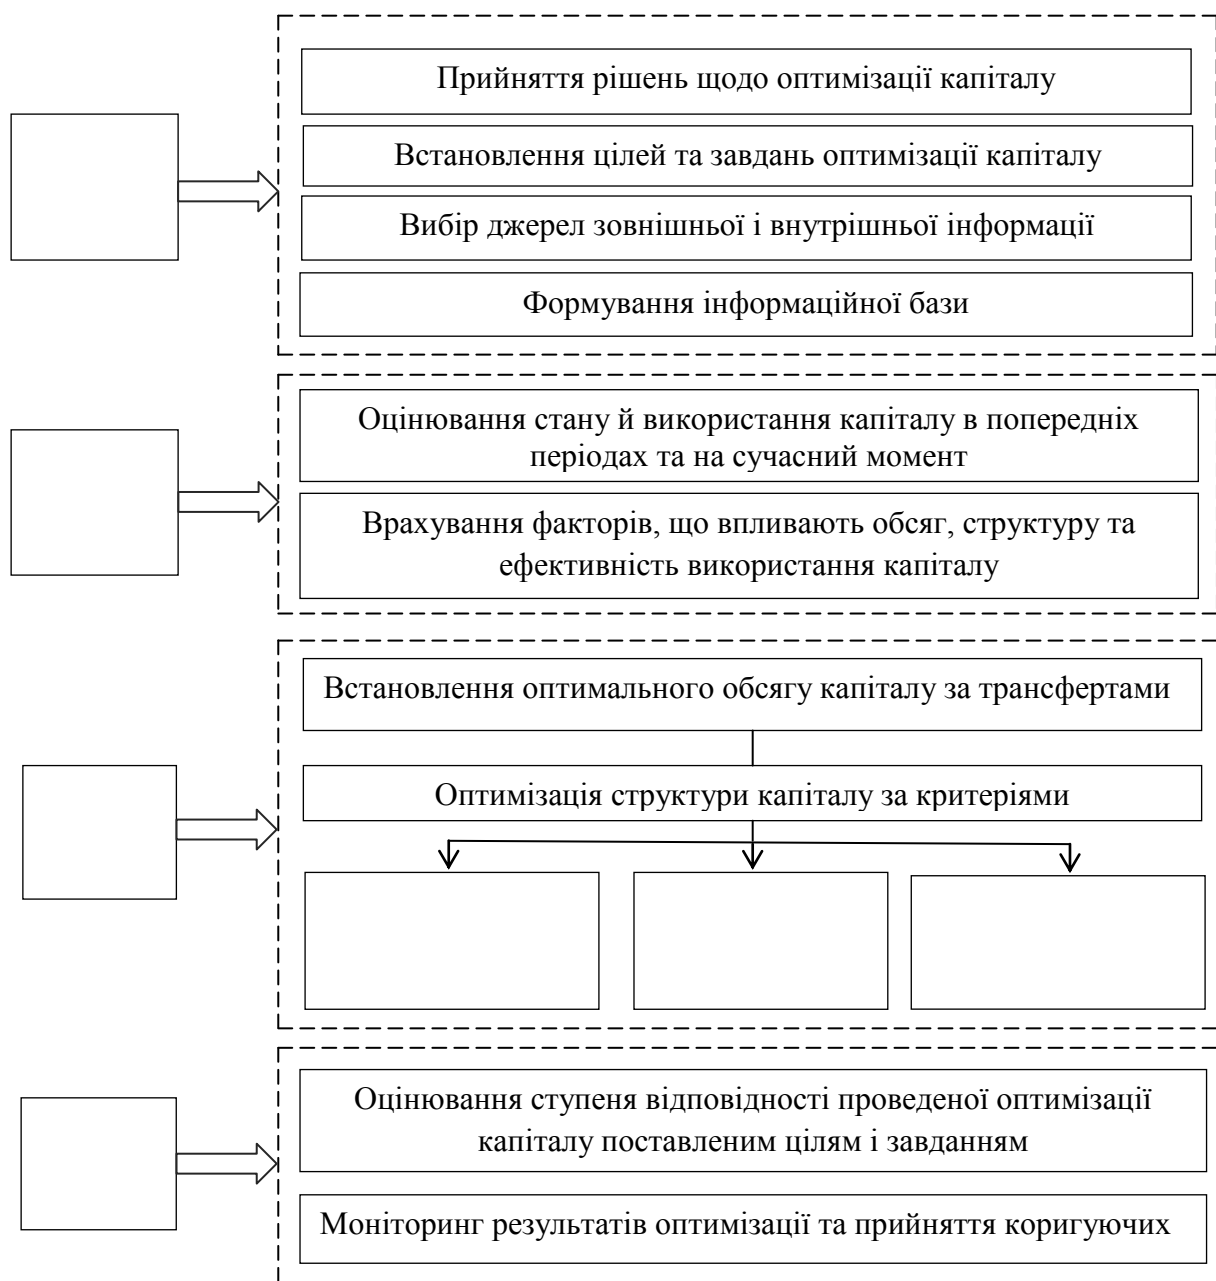 Прийняття рішень щодо оптимізації капіталу
Встановлення цілей та завдань оптимізації капіталу
Вибір джерел зовнішньої і внутрішньої інформації
Формування інформаційної бази
Оцінювання стану й використання капіталу в попередніх
періодах та на сучасний момент
Врахування факторів, що впливають обсяг, структуру та
ефективність використання капіталу
Встановлення оптимального обсягу капіталу за трансфертами
Оптимізація структури капіталу за критеріями
Оцінювання ступеня відповідності проведеної оптимізації
капіталу поставленим цілям і завданням
Моніторинг результатів оптимізації та прийняття коригуючих